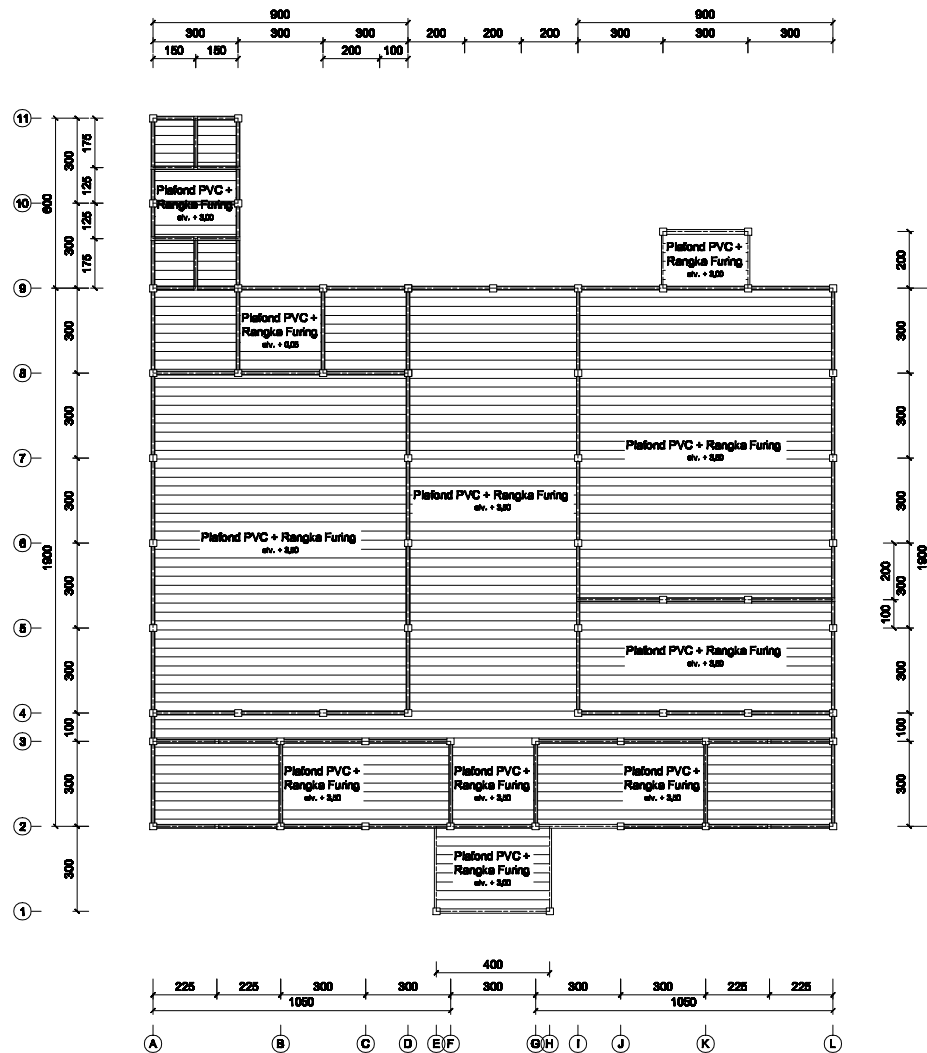 900
900
300
300
300
200
200
200
300
300
300
150
150
200
100
11
10
9
8
7
6
5
4
3
2
1
600
1900
300
300
300
300
300
300
300
100
300
300
175
125
125
175
Plafond PVC +
Rangka Furing
elv. + 3,00
Plafond PVC +
Rangka Furing
elv. + 3,00
Plafond PVC +
Rangka Furing
elv. + 0,05
Plafond PVC + Rangka Furing
elv. + 3,50
Plafond PVC + Rangka Furing
elv. + 3,50
Plafond PVC + Rangka Furing
elv. + 3,50
Plafond PVC + Rangka Furing
elv. + 3,50
Plafond PVC +
Rangka Furing
elv. + 3,50
Plafond PVC +
Rangka Furing
elv. + 3,50
Plafond PVC +
Rangka Furing
elv. + 3,50
Plafond PVC +
Rangka Furing
elv. + 3,00
200
300
300
300
200
300
100
300
100
300
1900
400
225
225
300
300
300
300
300
225
225
1050
1050
A
B
C
D
E
F
G
H
I
J
K
L